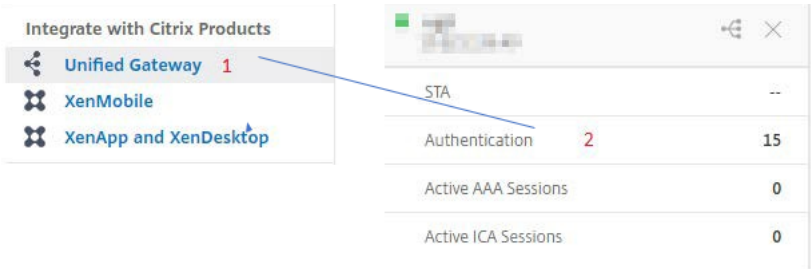 Integrate with Citrix Products
Unified Gateway 1
XenMobile
XenApp and XenDesktop
STA --
Authentication 2 15
Active AAA Sessions 0
Active ICA Sessions 0